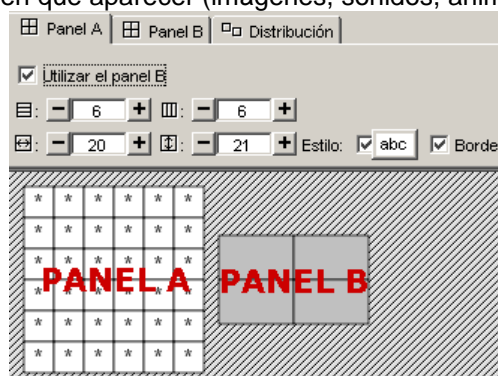 en que aparecer (imágenes, sonidos, anim
Panel A Panel B Distribución
Utilizar el panel B
: − 6 + : − 6 +
: − 20 + : − 21 + Estilo: abc Borde
* * * * * *
* * * * * *
* * * * * *
PANEL A PANEL B
* * * * * *
* * * * * *
* * * * * *